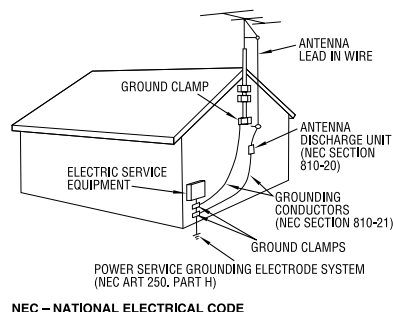 ANTENNA
LEAD IN WIRE
GROUND CLAMP
ANTENNA
DISCHARGE UNIT
(NEC SECTION
810-20)
ELECTRIC SERVICE
EQUIPMENT
GROUNDING
CONDUCTORS
(NEC SECTION 810-21)
GROUND CLAMPS
POWER SERVICE GROUNDING ELECTRODE SYSTEM
(NEC ART 250. PART H)
NEC – NATIONAL ELECTRICAL CODE